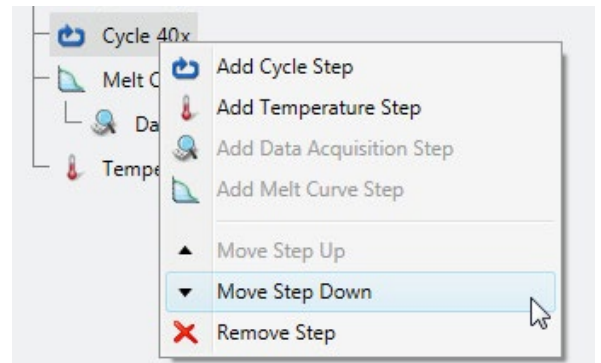 Cycle 40x
Melt
Add Cycle Step
Add Temperature Step
Add Data Acquisition Step
Add Melt Curve Step
Move Step Up
Move Step Down
Remove Step